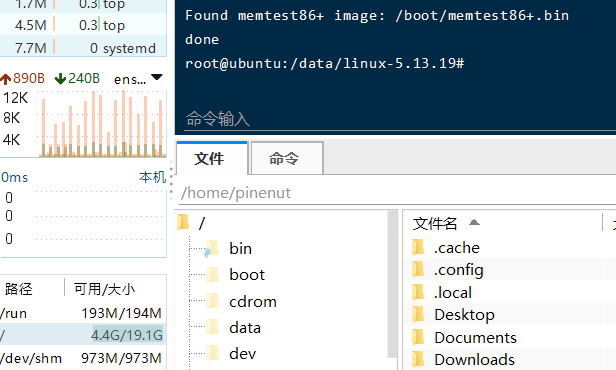 1.7M 0.3 top
4.5M 0.3 top
7.7M 0 systemd
890B 240B ens...
12K
8K
4K
0ms 本机
0
0
0
路径 可用/大小
/run 193M/194M
/ 4.4G/19.1G
/dev/shm 973M/973M
Found memtest86+ image: /boot/memtest86+.bin
done
root@ubuntu:/data/linux-5.13.19#
命令输入
文件 命令
/home/pinenut
/
bin
boot
cdrom
data
dev
文件名
.cache
.config
.local
Desktop
Documents
Downloads